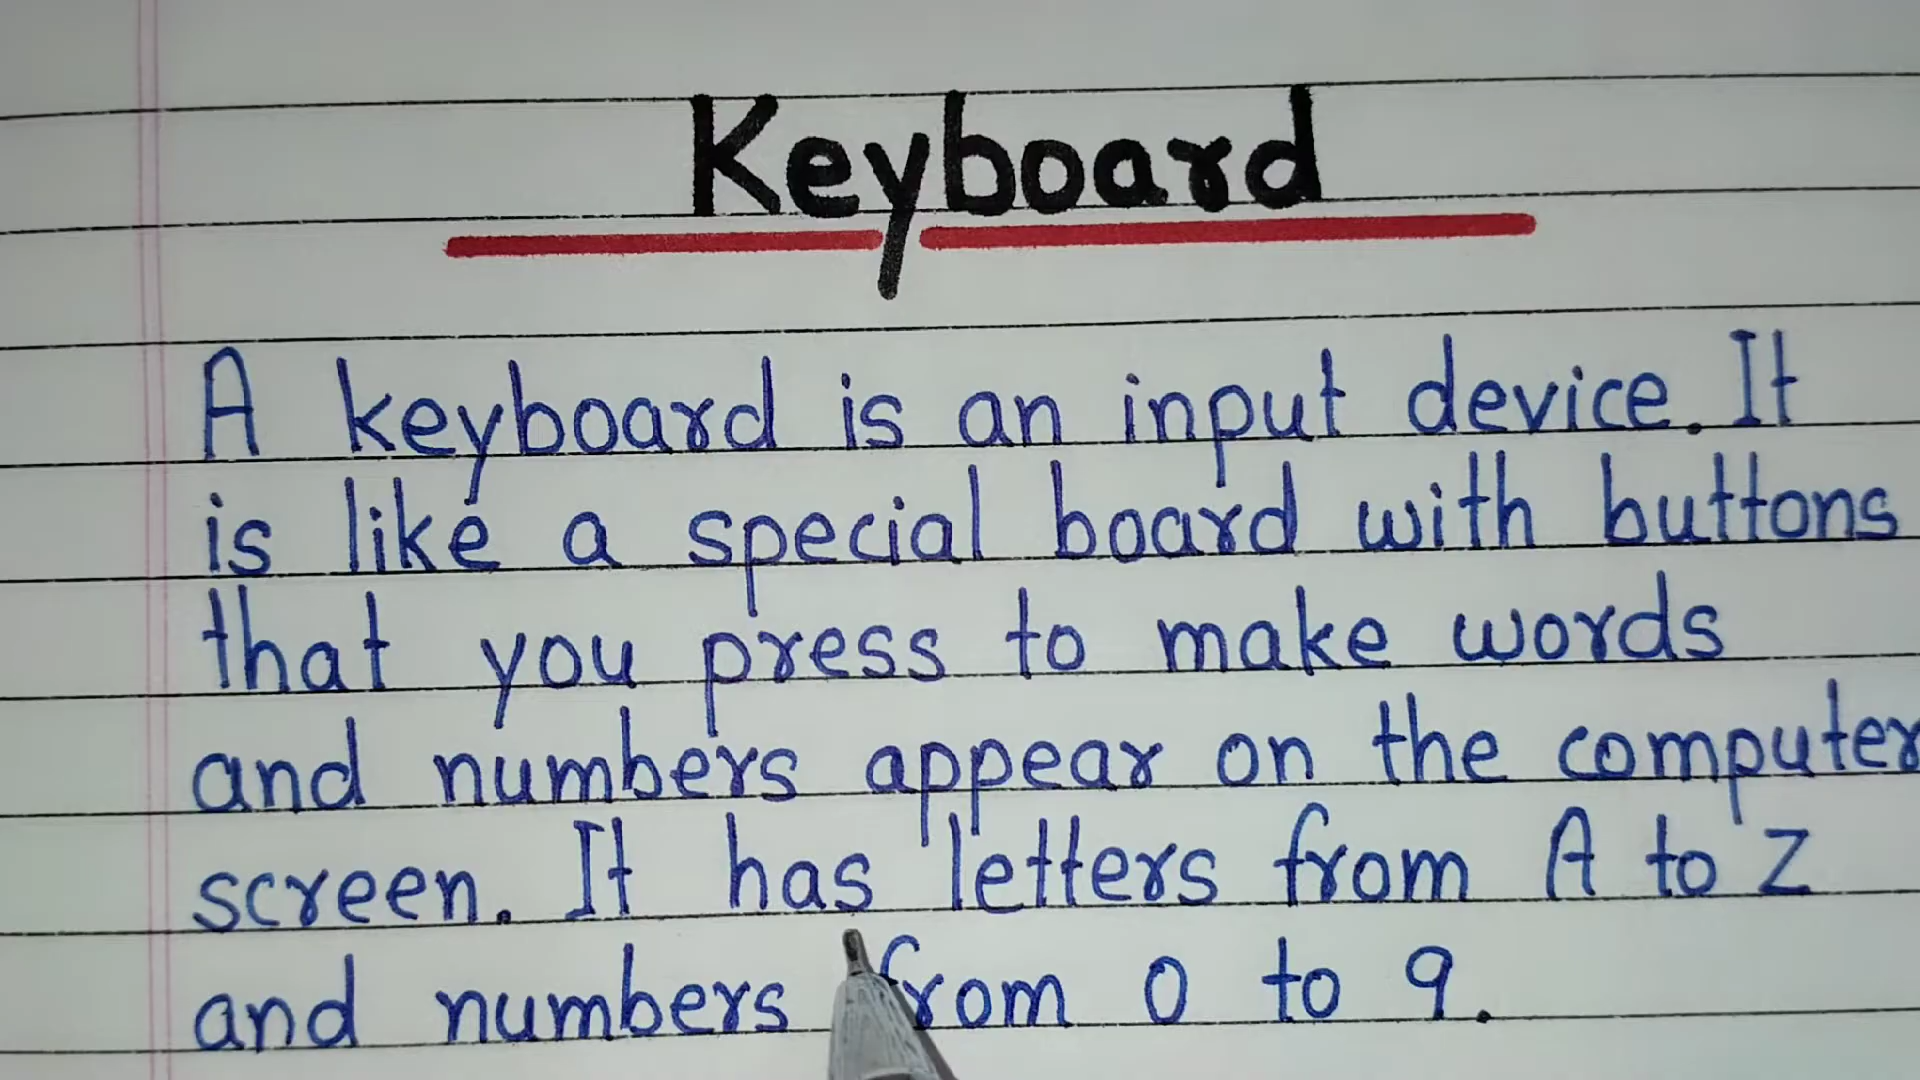 Keyboard
A keyboard is an input device. It
is like a special board with buttons
that you press to make words
and numbers appear on the computer
screen. It has letters from A to Z
and numbers from 0 to 9.